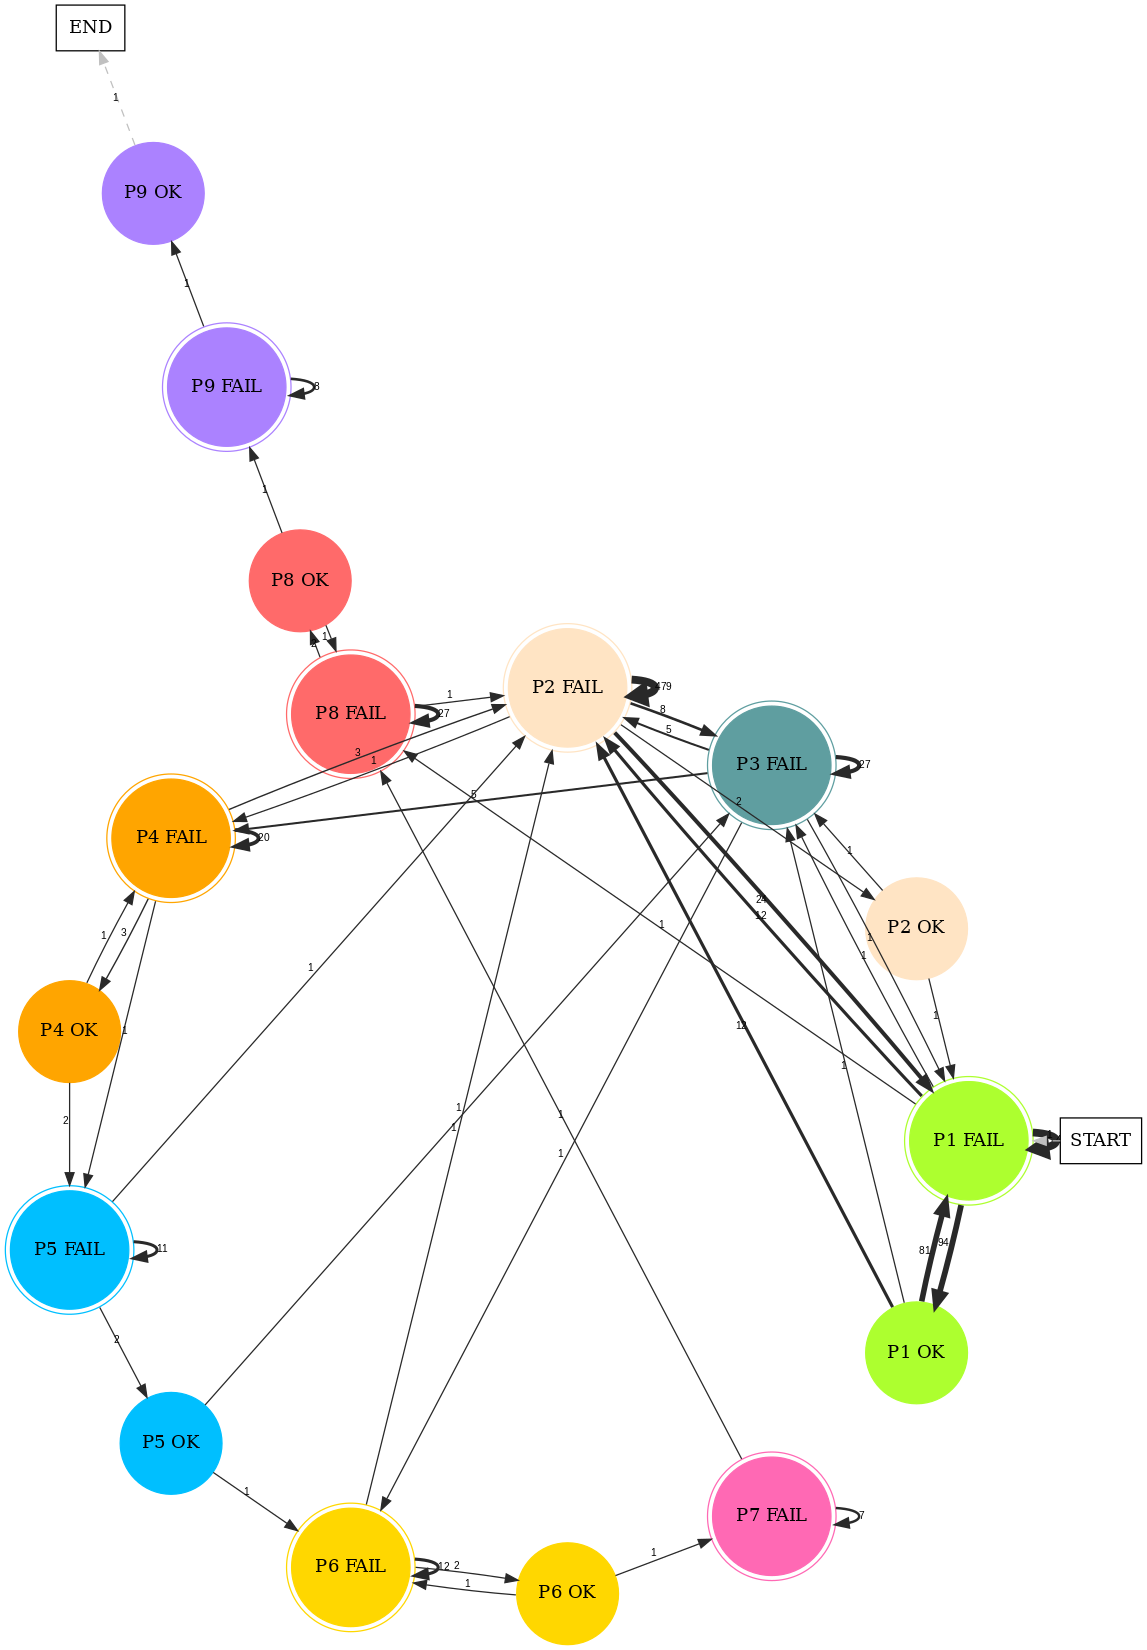 END
1
P9 OK
1
P9 FAIL
8
1
P8 OK
1
P8 FAIL
27
1
P2 FAIL
479
8
5
P3 FAIL
27
3
1
5
2
P4 FAIL
20
1
3
1
P4 OK
1
P2 OK
24
12
1
1
1
1
1
2
12
1
1
1
1
1
P1 FAIL
START
P5 FAIL
11
81
94
2
P1 OK
P5 OK
1
P6 FAIL
12
2
1
P6 OK
1
P7 FAIL
7